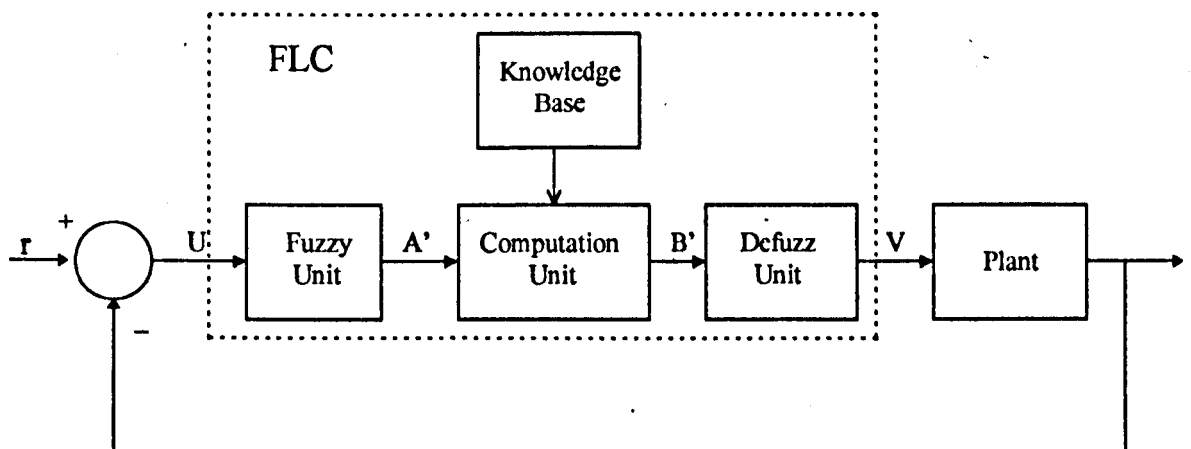 FLC
Knowledge
Base
+
r
U
Fuzzy
Unit
A'
Computation
Unit
B'
Defuzz
Unit
V
Plant
−